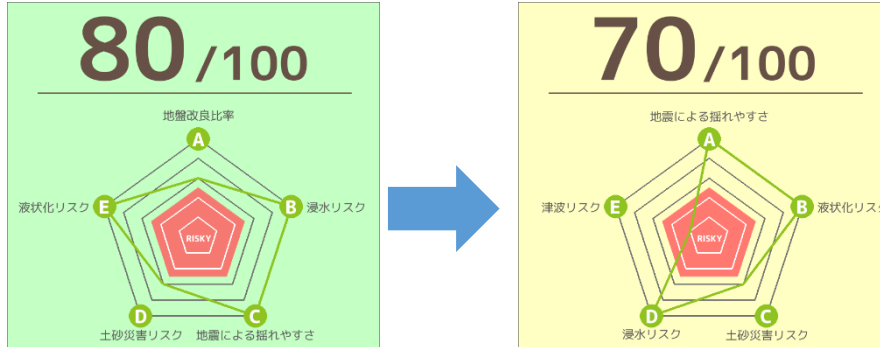 80/100
地盤改良比率
A
E
B
液状化リスク
浸水リスク
RISKY
D
C
土砂災害リスク
地震による揺れやすさ
70/100
地震による揺れやすさ
A
E
B
津波リスク
液状化リスク
RISKY
D
C
浸水リスク
土砂災害リスク